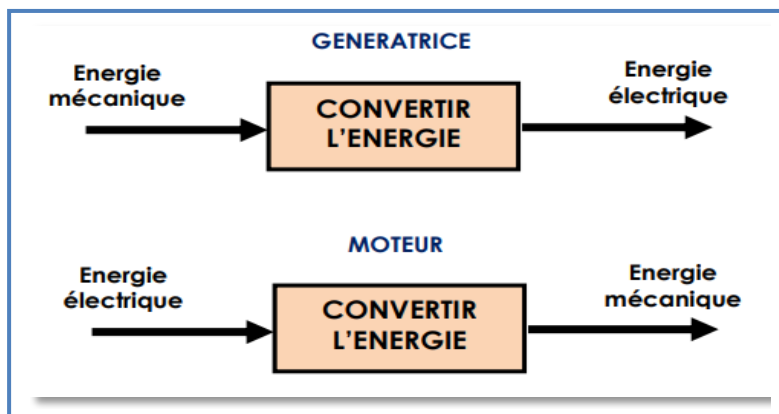 GENERATRICE
Energie
mécanique
CONVERTIR
L'ENERGIE
Energie
électrique
MOTEUR
Energie
électrique
CONVERTIR
L'ENERGIE
Energie
mécanique